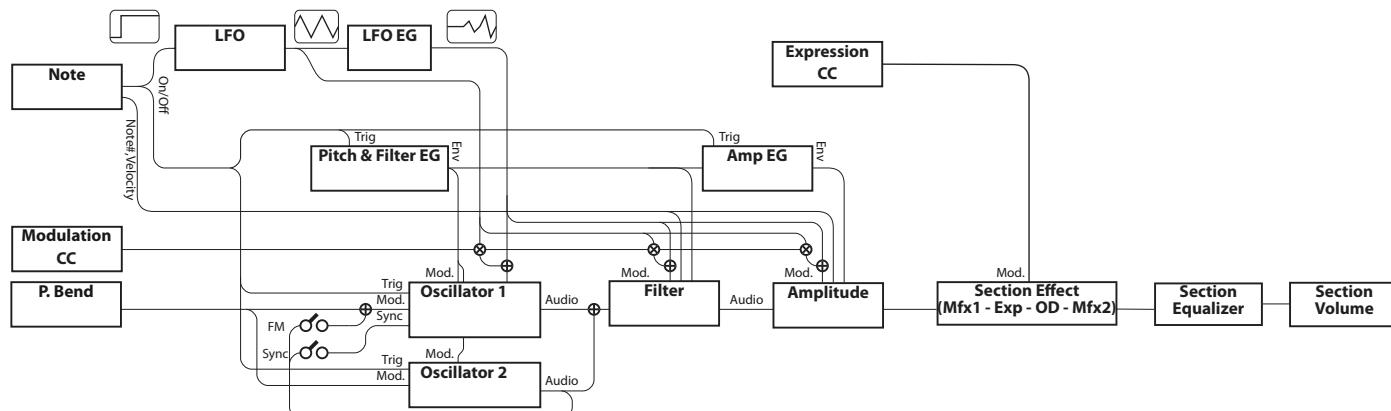 LFO
LFO EG
Expression
CC
Note
On/Off
Note#,Velocity
Trig
Pitch & Filter EG
Env
Trig
Amp EG
Env
Modulation
CC
P. Bend
Trig
Mod.
Sync
Mod.
Oscillator 1
Audio
Mod.
Filter
Audio
Mod.
Amplitude
Mod.
Section Effect
(Mfx1 - Exp - OD - Mfx2)
Section
Equalizer
Section
Volume
FM
Sync
Trig
Mod.
Mod.
Oscillator 2
Audio